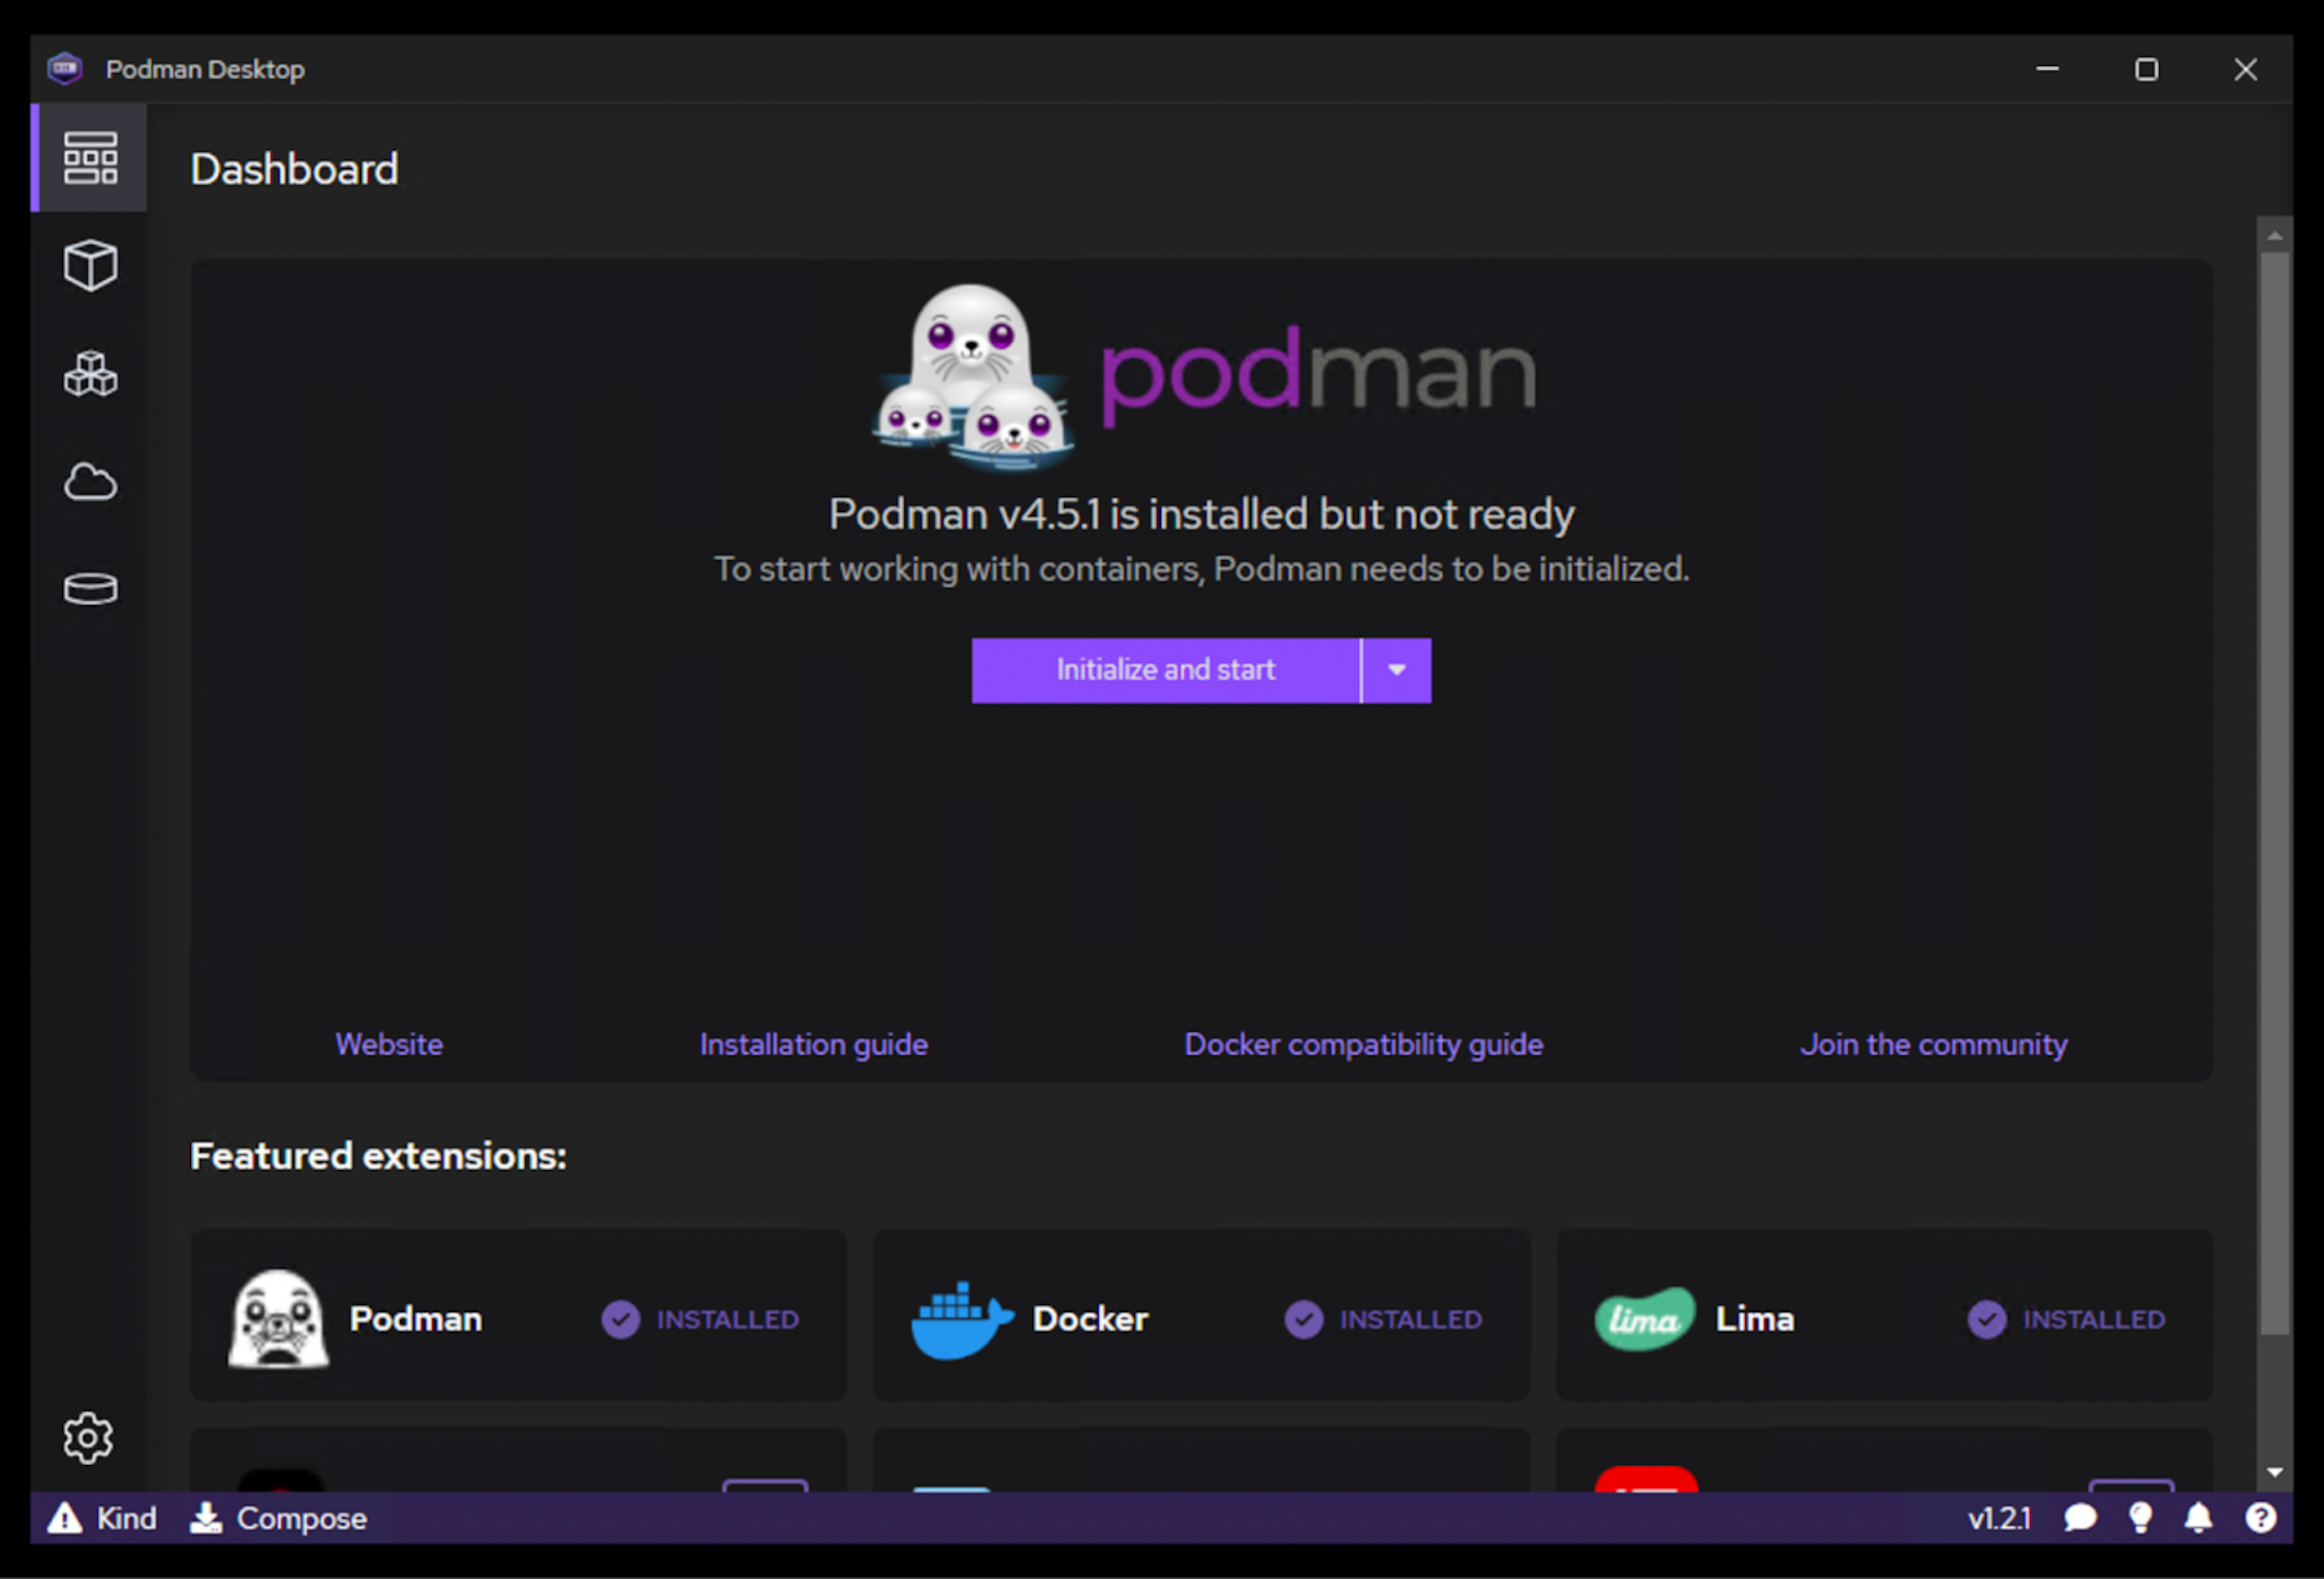 Podman Desktop
Dashboard
podman
Podman v4.5.1 is installed but not ready
To start working with containers, Podman needs to be initialized.
Initialize and start
Website
Installation guide
Docker compatibility guide
Join the community
Featured extensions:
Podman
INSTALLED
Docker
INSTALLED
lima
Lima
INSTALLED
Kind
Compose
v1.2.1